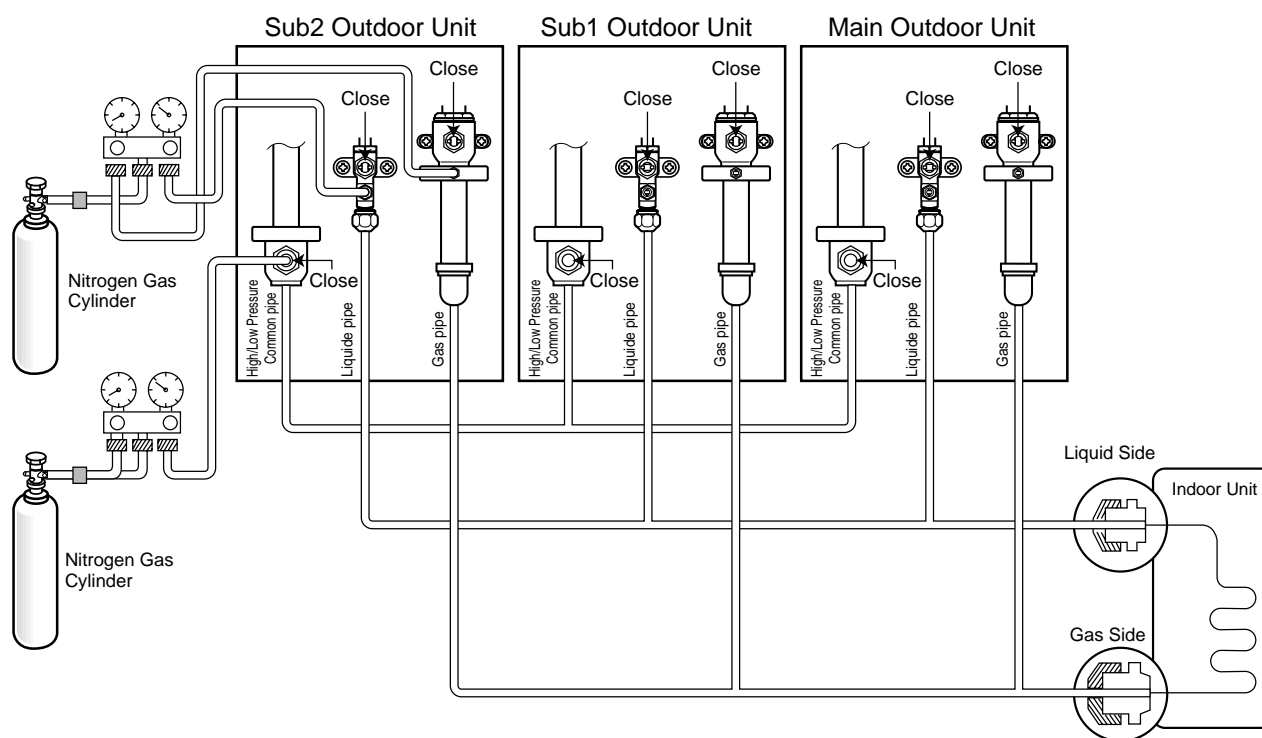 Sub2 Outdoor Unit
Sub1 Outdoor Unit
Main Outdoor Unit
Close
Close
Close
High/Low Pressure
Common pipe
Liquide pipe
Gas pipe
Close
Close
Close
High/Low Pressure
Common pipe
Liquide pipe
Gas pipe
Close
Close
Close
High/Low Pressure
Common pipe
Liquide pipe
Gas pipe
Nitrogen Gas
Cylinder
Nitrogen Gas
Cylinder
Liquid Side
Indoor Unit
Gas Side